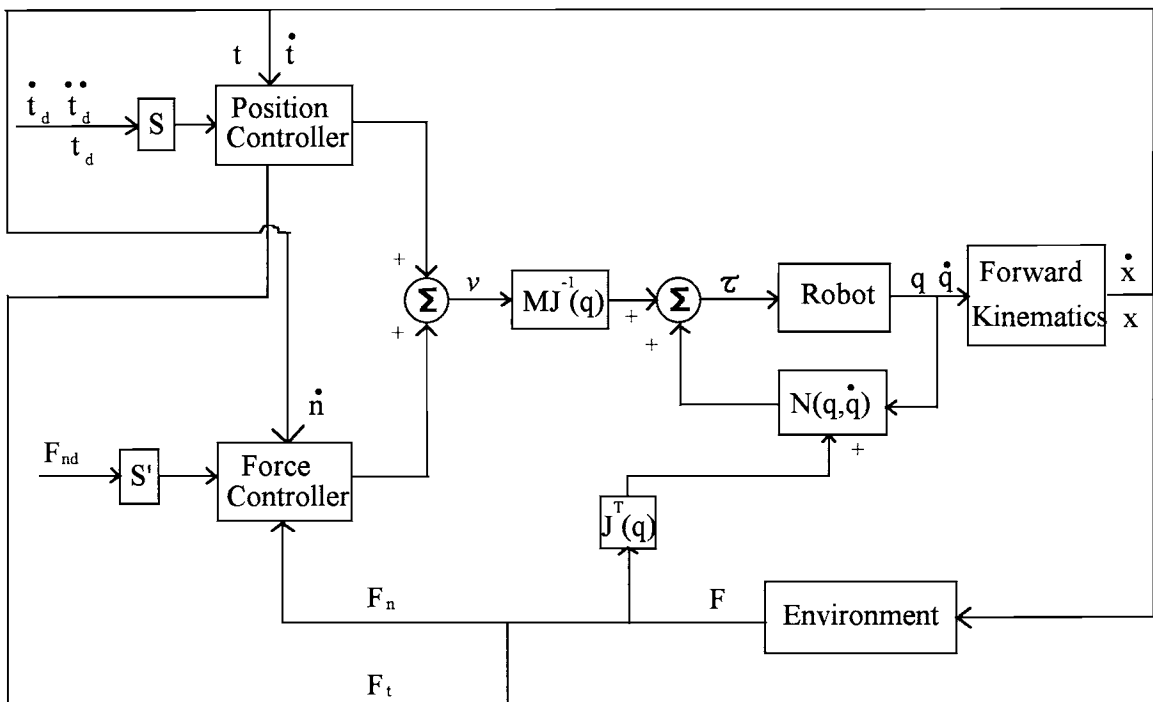 t ṫ
ṫd ẗd
td
S
Position
Controller
+
+
Σ
ν
MJ⁻¹(q)
+
+
Σ
τ
Robot
q q̇
Forward
Kinematics
ẋ
x
N(q,q̇)
+
ṅ
Fnd
S'
Force
Controller
Jᵀ(q)
Fn
F
Environment
Ft